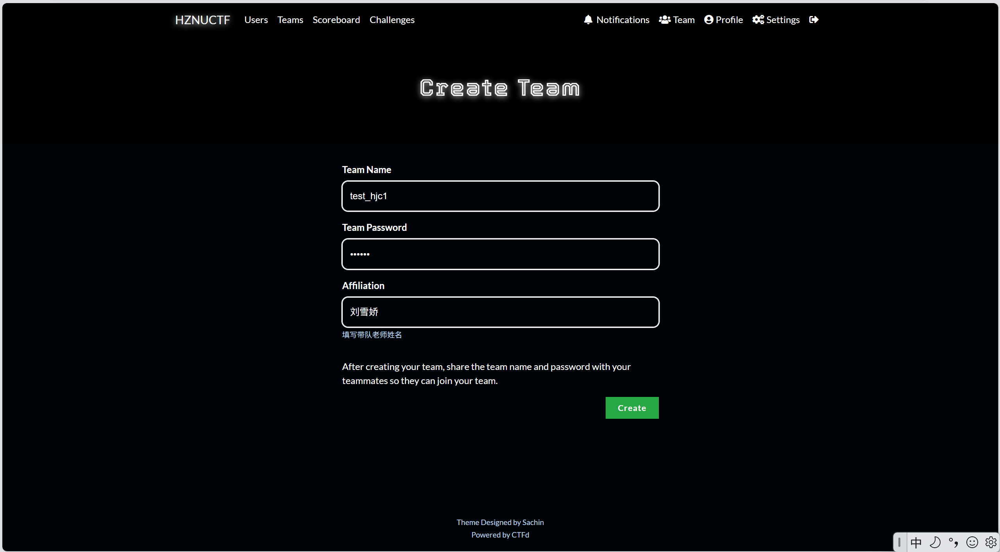 HZNUCTF Users Teams Scoreboard Challenges Notifications Team Profile Settings
Create Team
Team Name
test_hjc1
Team Password
••••••
Affiliation
刘雪娇
填写带队老师姓名
After creating your team, share the team name and password with your
teammates so they can join your team.
Create
Theme Designed by Sachin
Powered by CTFd
中